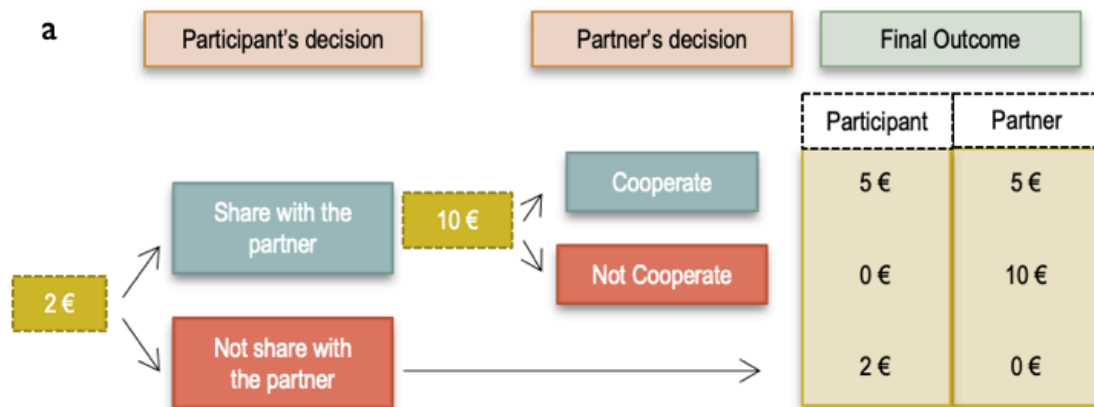 a
Participant's decision
Partner's decision
Final Outcome
Participant
Partner
Share with the
partner
10 €
Cooperate
5 €
5 €
Not Cooperate
0 €
10 €
2 €
Not share with
the partner
2 €
0 €